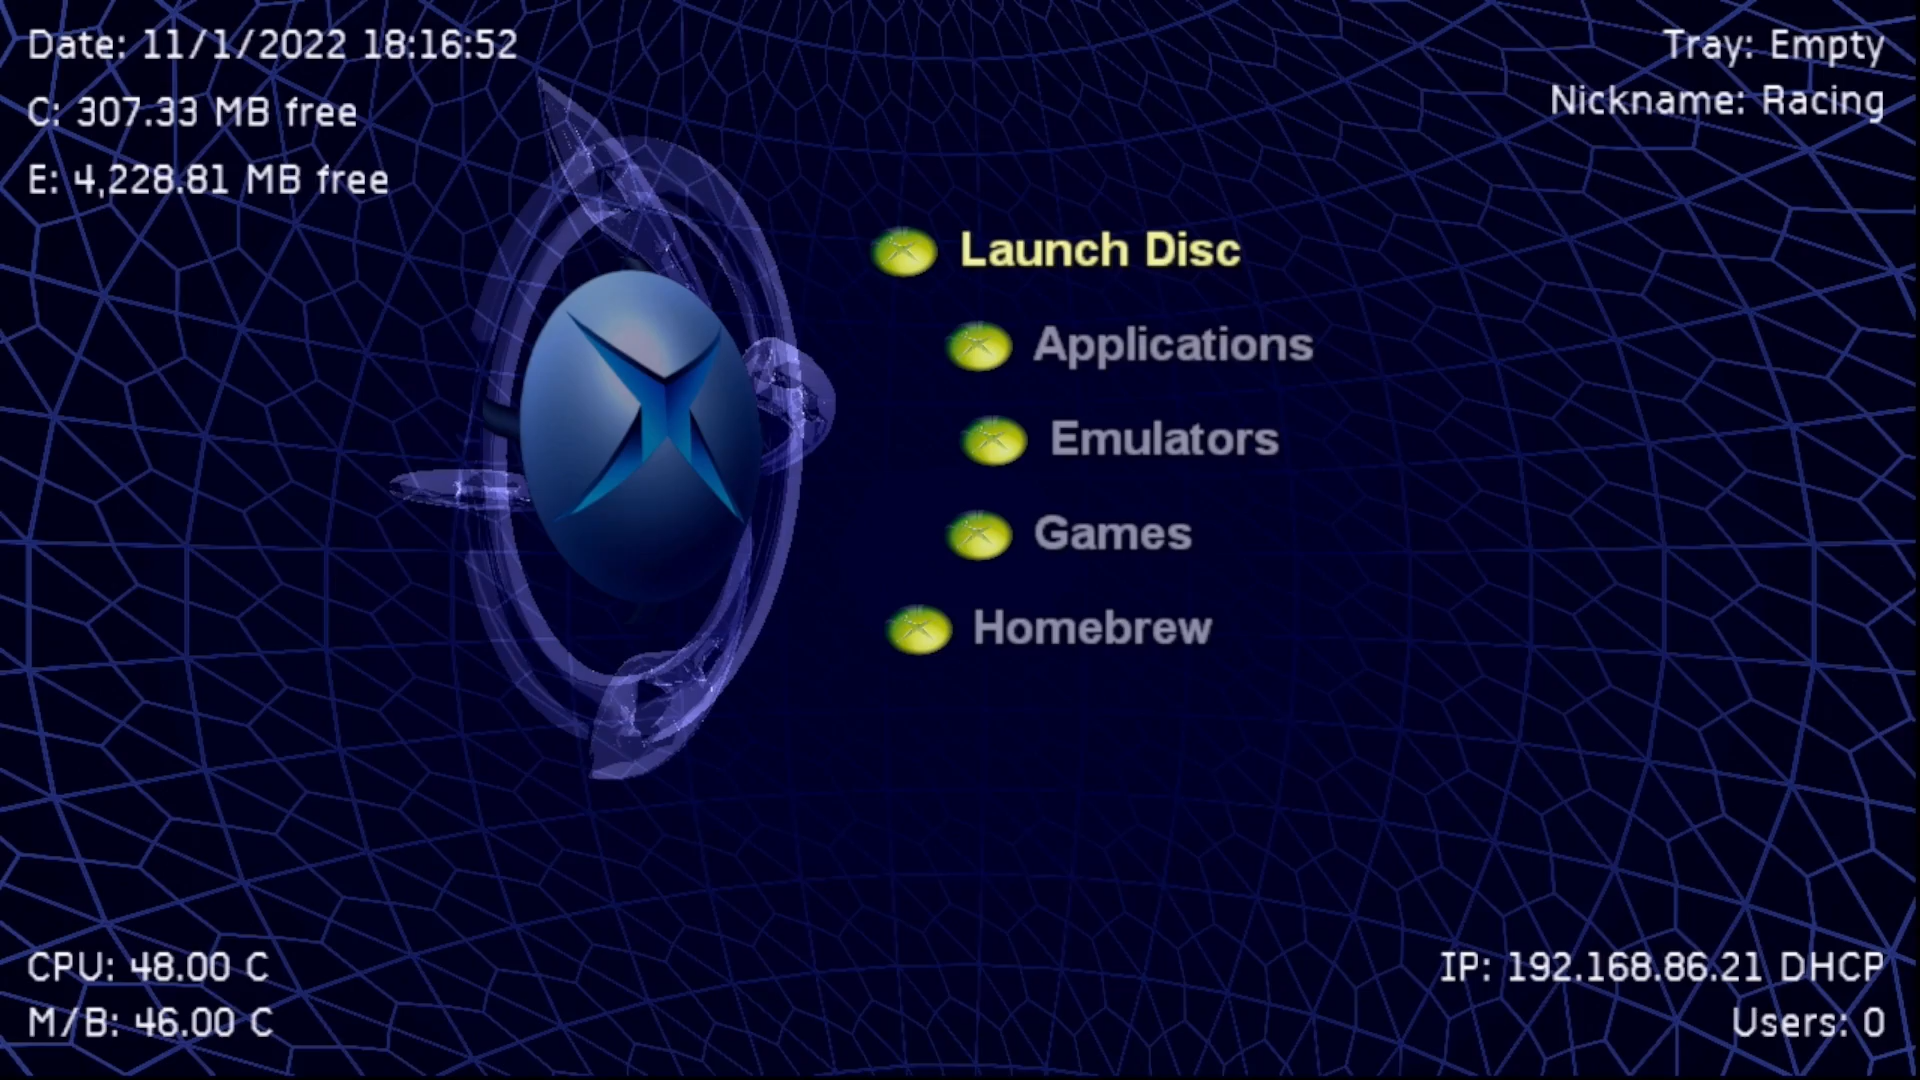 Date: 11/1/2022 18:16:52
C: 307.33 MB free
E: 4,228.81 MB free
Tray: Empty
Nickname: Racing
Launch Disc
Applications
Emulators
Games
Homebrew
CPU: 48.00 C
M/B: 46.00 C
IP: 192.168.86.21 DHCP
Users: 0